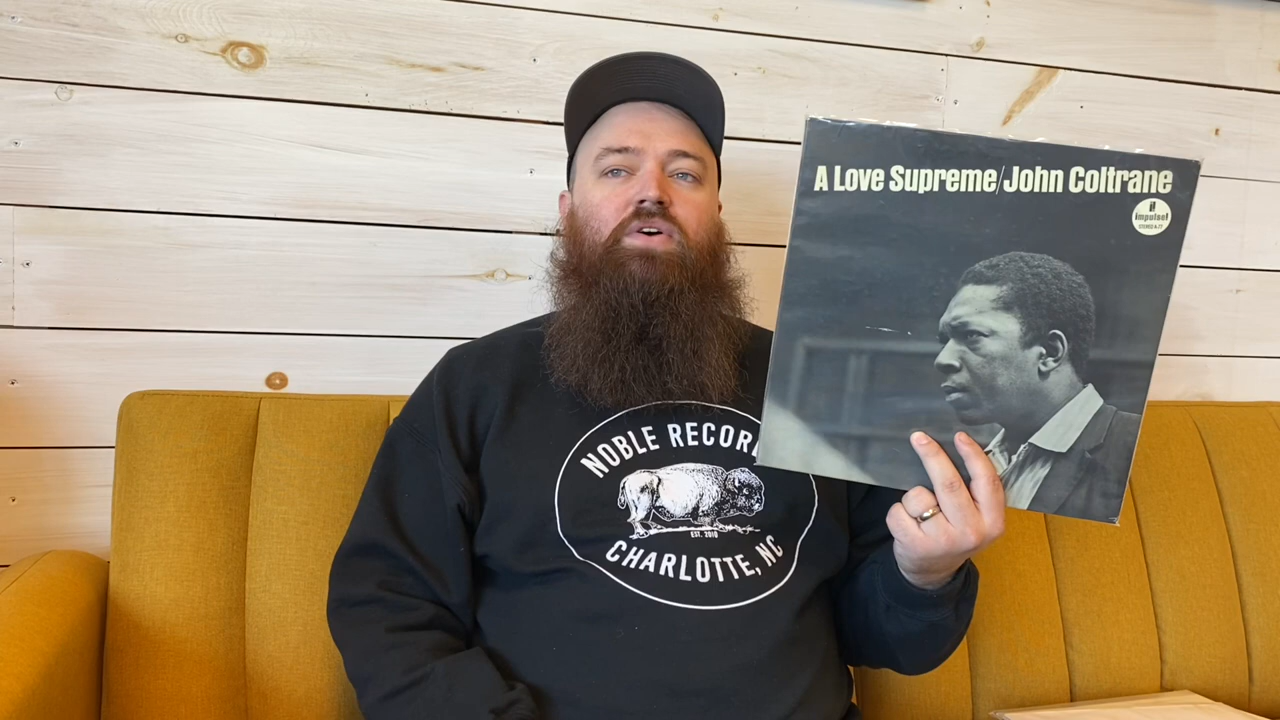 A Love Supreme/John Coltrane
impulse!
STEREO A-77
NOBLE RECOR
EST. 2010
CHARLOTTE, NC